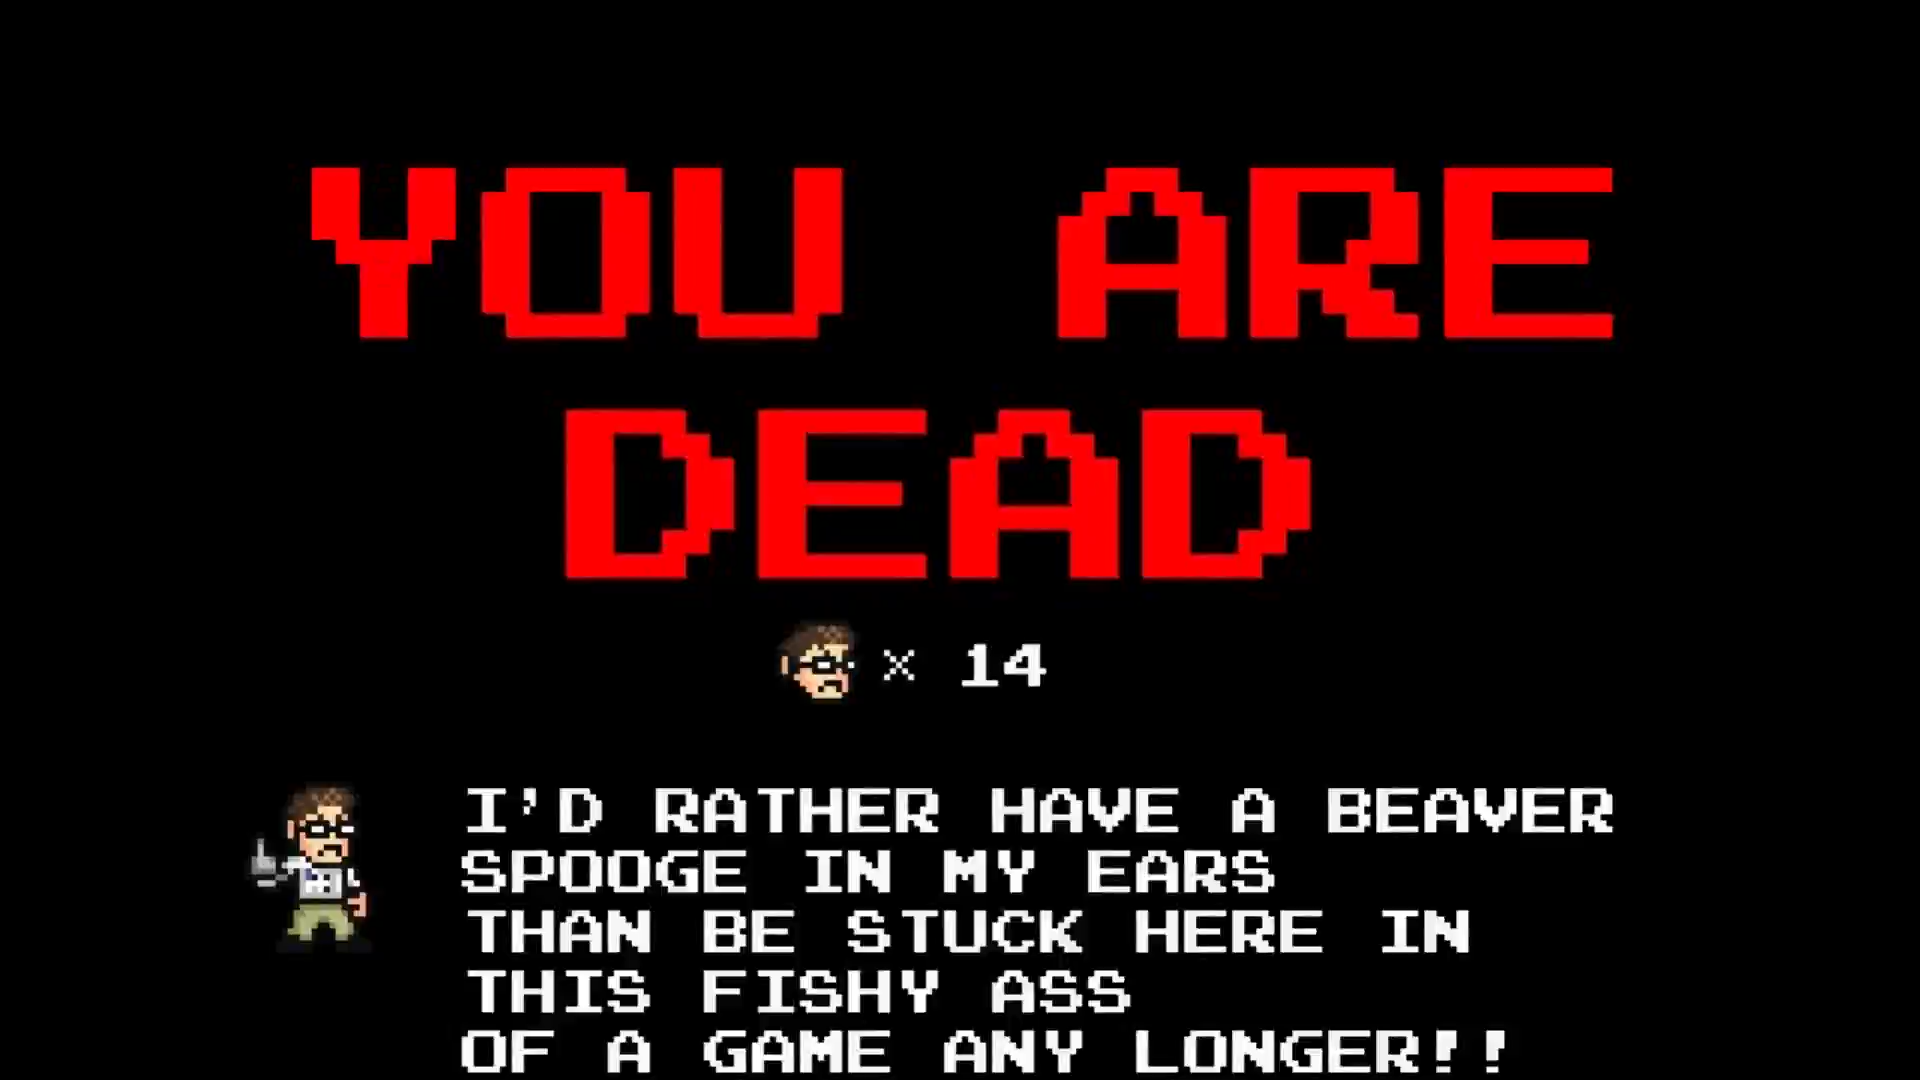 YOU ARE
DEAD
× 14
I'D RATHER HAVE A BEAVER
SPOOGE IN MY EARS
THAN BE STUCK HERE IN
THIS FISHY ASS
OF A GAME ANY LONGER!!